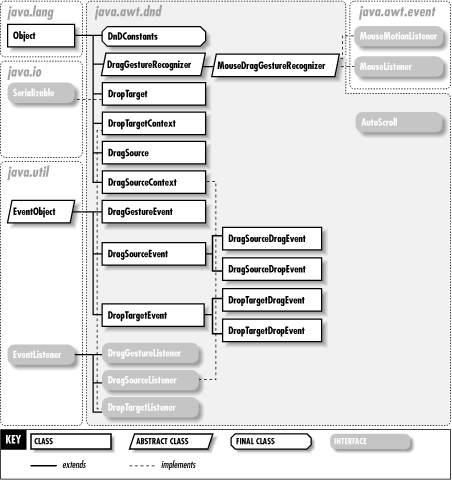 java.lang
java.awt.dnd
java.awt.event
Object
DnDConstants
MouseMotionListener
DragGestureRecognizer
MouseDragGestureRecognizer
MouseListener
java.io
Serializable
DropTarget
DropTargetContext
AutoScroll
DragSource
java.util
DragSourceContext
EventObject
DragGestureEvent
DragSourceDragEvent
DragSourceEvent
DragSourceDropEvent
DropTargetDragEvent
DropTargetEvent
DropTargetDropEvent
EventListener
DragGestureListener
DragSourceListener
DropTargetListener
KEY
CLASS
ABSTRACT CLASS
FINAL CLASS
INTERFACE
extends
implements